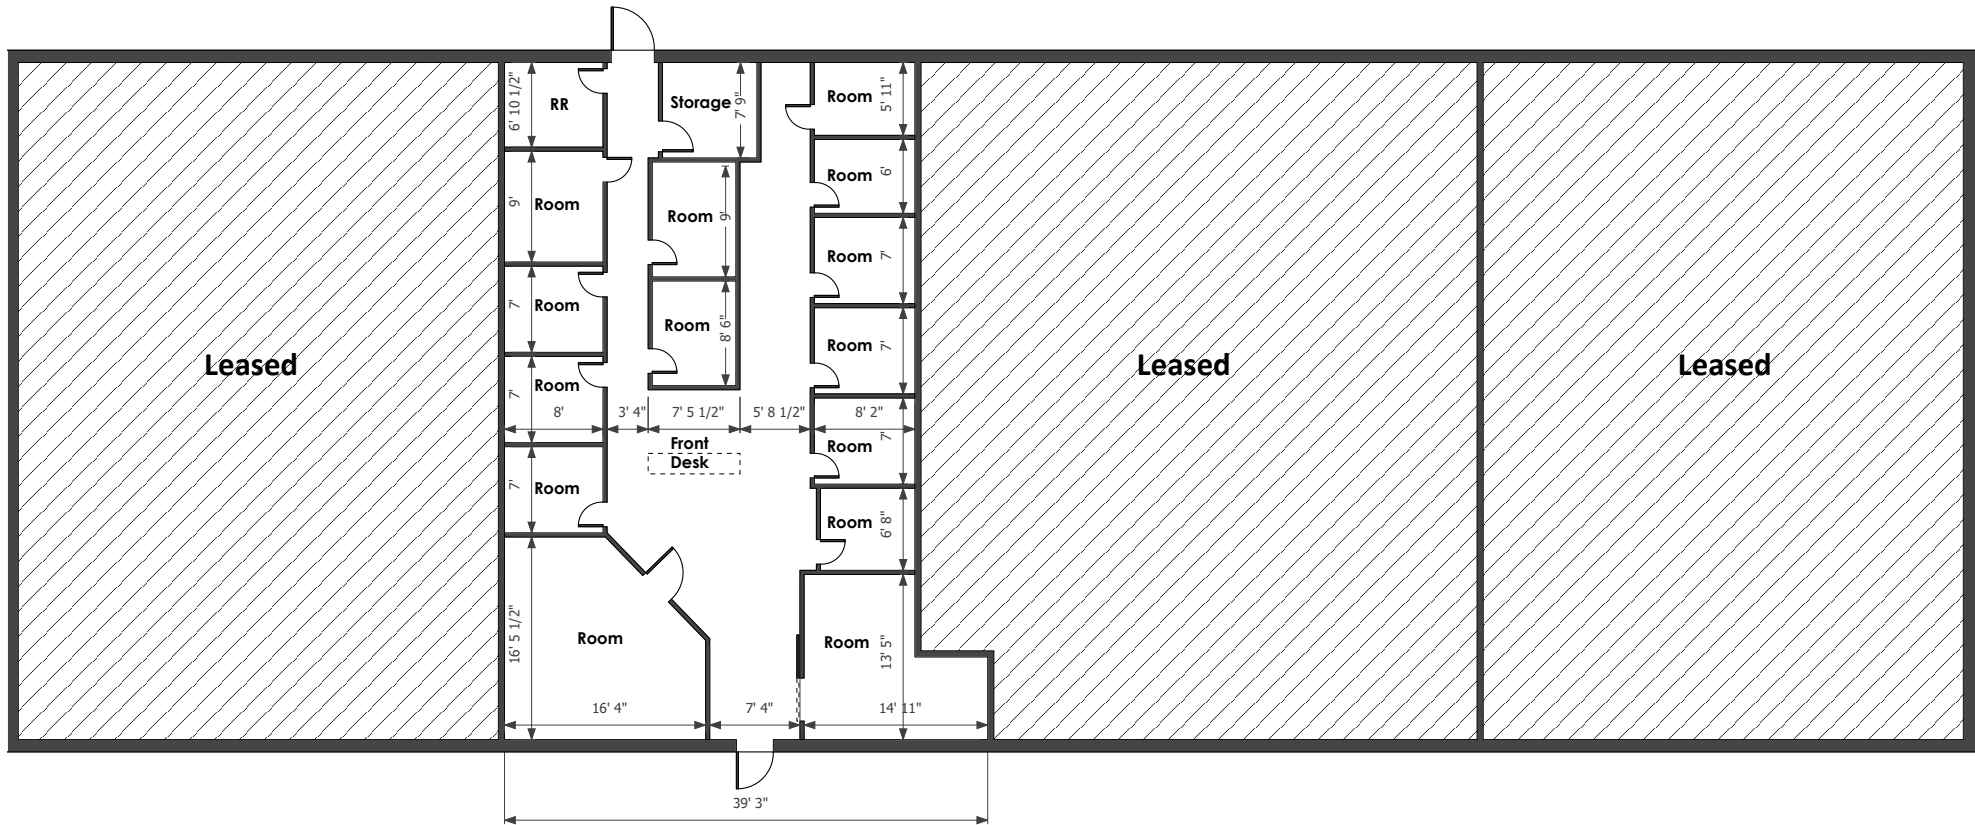 6' 10 1/2"
RR
Storage
7' 9"
Room
5' 11"
Room
6'
9'
Room
Room
9'
Room
7'
7'
Room
Room
8' 6"
Room
7'
Leased
Leased
Leased
7'
Room
8'
3' 4"
7' 5 1/2"
5' 8 1/2"
8' 2"
Room
7'
Front
Desk
7'
Room
Room
6' 8"
16' 5 1/2"
Room
Room
13' 5"
16' 4"
7' 4"
14' 11"
39' 3"